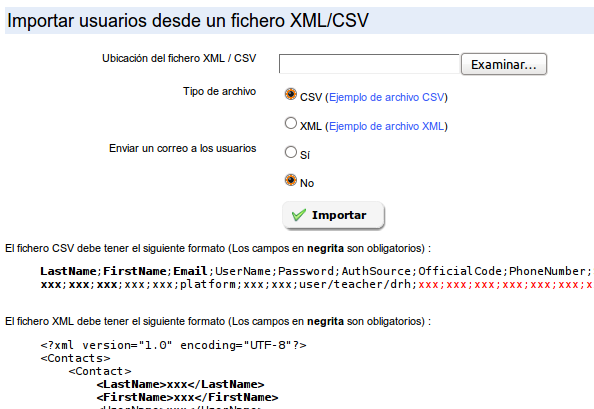 Importar usuarios desde un fichero XML/CSV
Ubicación del fichero XML / CSV
Examinar...
Tipo de archivo
CSV (Ejemplo de archivo CSV)
XML (Ejemplo de archivo XML)
Enviar un correo a los usuarios
Sí
No
Importar
El fichero CSV debe tener el siguiente formato (Los campos en negrita son obligatorios) :
LastName;FirstName;Email;UserName;Password;AuthSource;OfficialCode;PhoneNumber;
xxx;xxx;xxx;xxx;xxx;platform;xxx;xxx;user/teacher/drh;xxx;xxx;xxx;xxx;xxx;xxx;x
El fichero XML debe tener el siguiente formato (Los campos en negrita son obligatorios) :
<?xml version="1.0" encoding="UTF-8"?>
<Contacts>
<Contact>
<LastName>xxx</LastName>
<FirstName>xxx</FirstName>
<UserName>xxx</UserName>